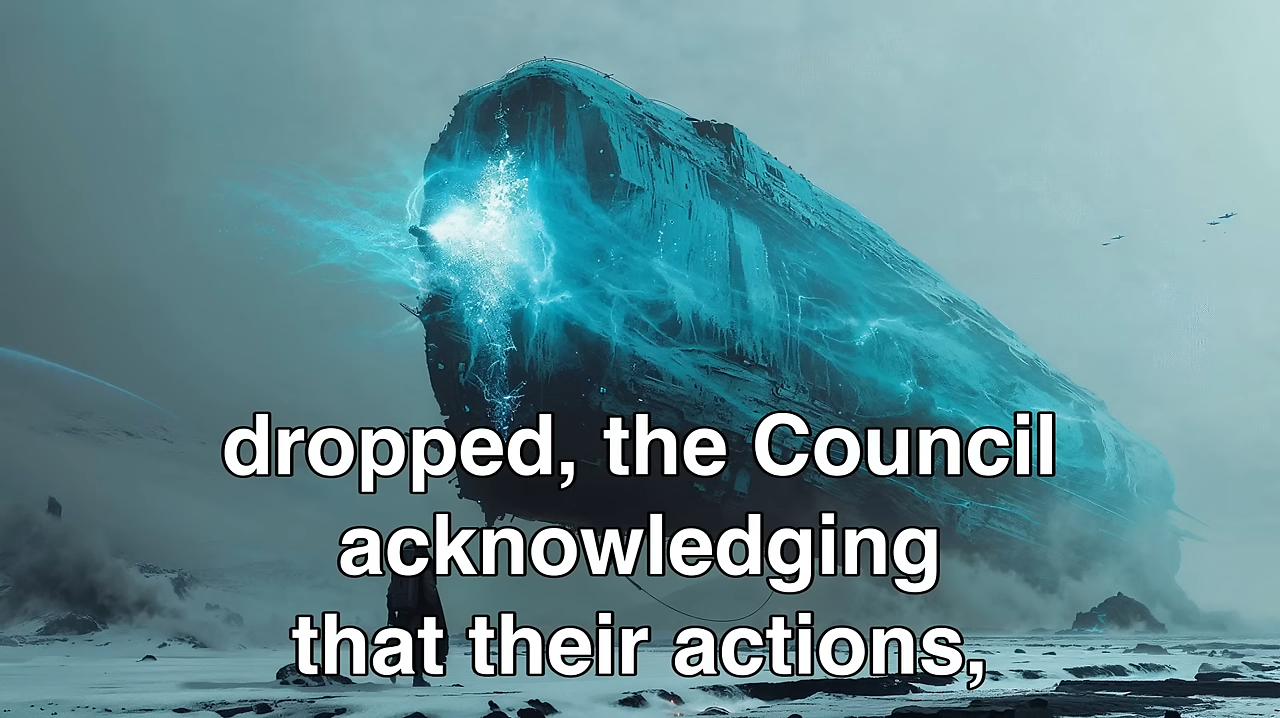 dropped, the Council
acknowledging
that their actions,